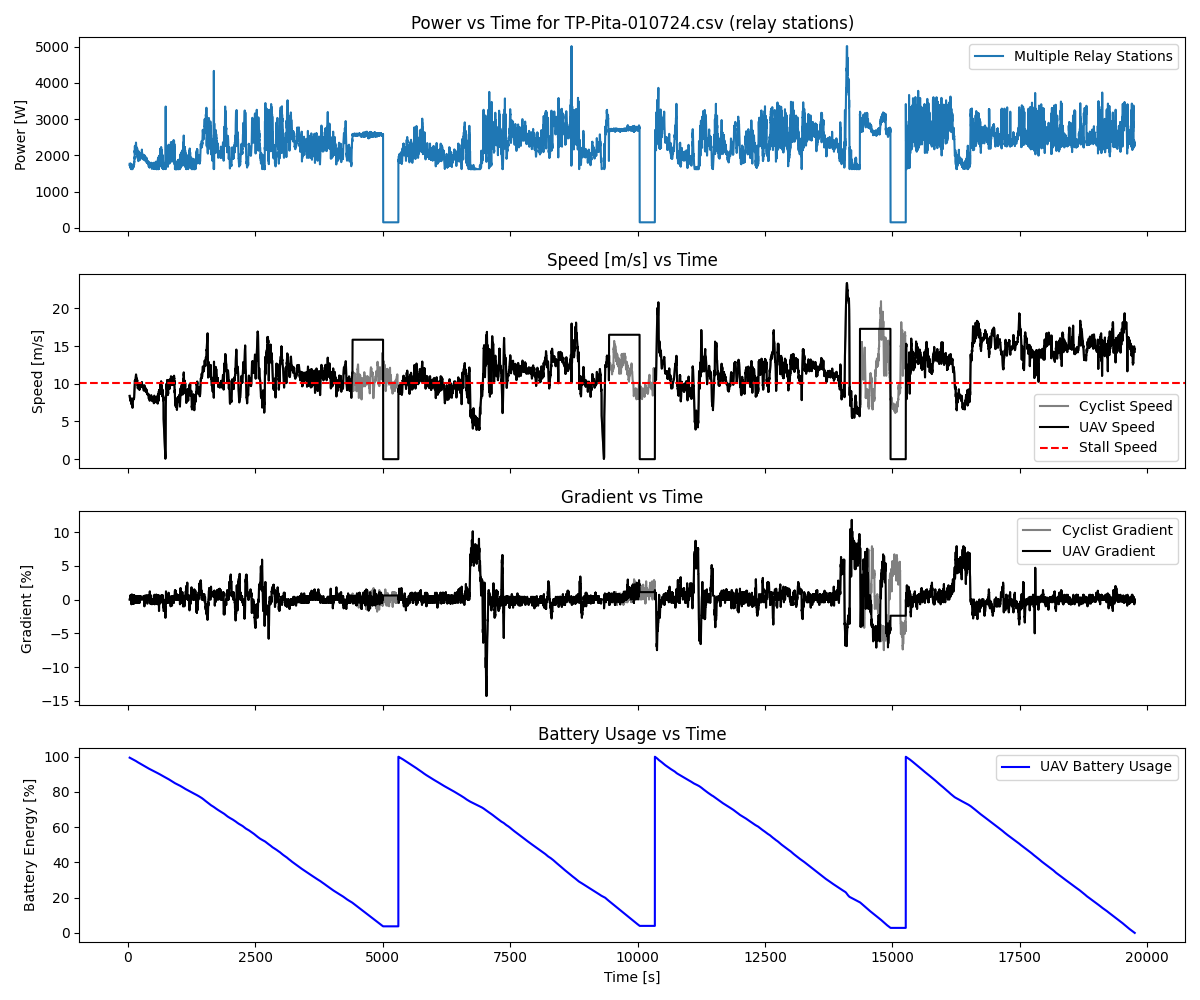 Power vs Time for TP-Pita-010724.csv (relay stations)
Power [W]
5000
4000
3000
2000
1000
0
Multiple Relay Stations
Speed [m/s] vs Time
Speed [m/s]
20
15
10
5
0
Cyclist Speed
UAV Speed
Stall Speed
Gradient vs Time
Gradient [%]
10
5
0
−5
−10
−15
Cyclist Gradient
UAV Gradient
Battery Usage vs Time
Battery Energy [%]
100
80
60
40
20
0
UAV Battery Usage
0 2500 5000 7500 10000 12500 15000 17500 20000
Time [s]